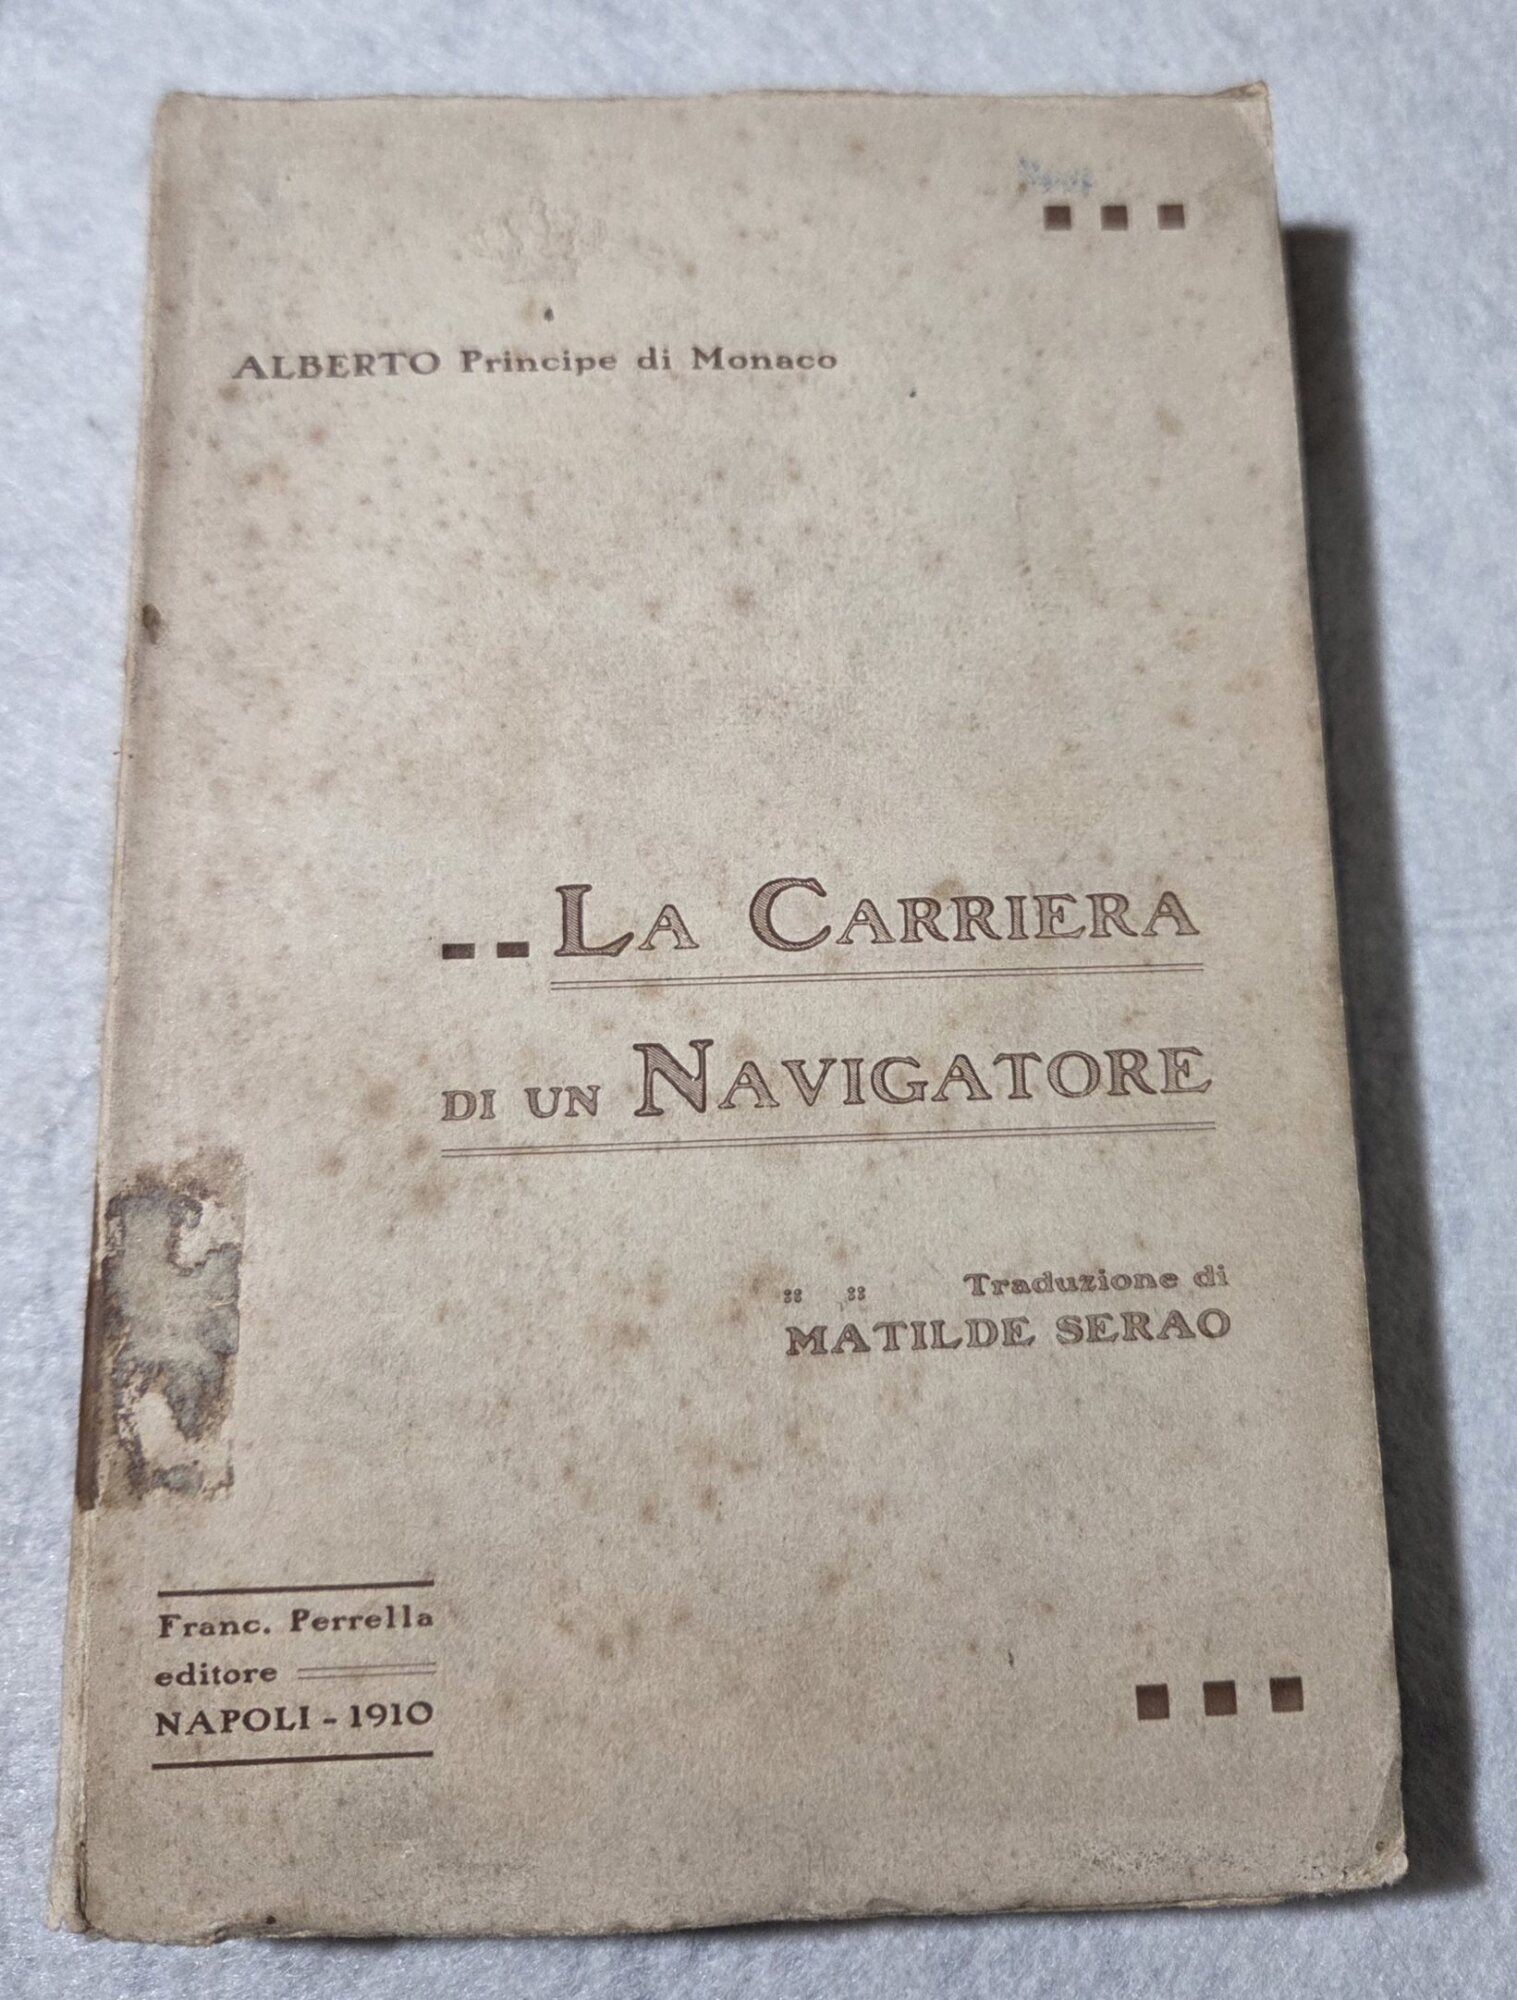 ALBERTO Principe di Monaco
LA CARRIERA
DI UN NAVIGATORE
Traduzione di
MATILDE SERAO
Franc. Perrella
editore
NAPOLI - 1910